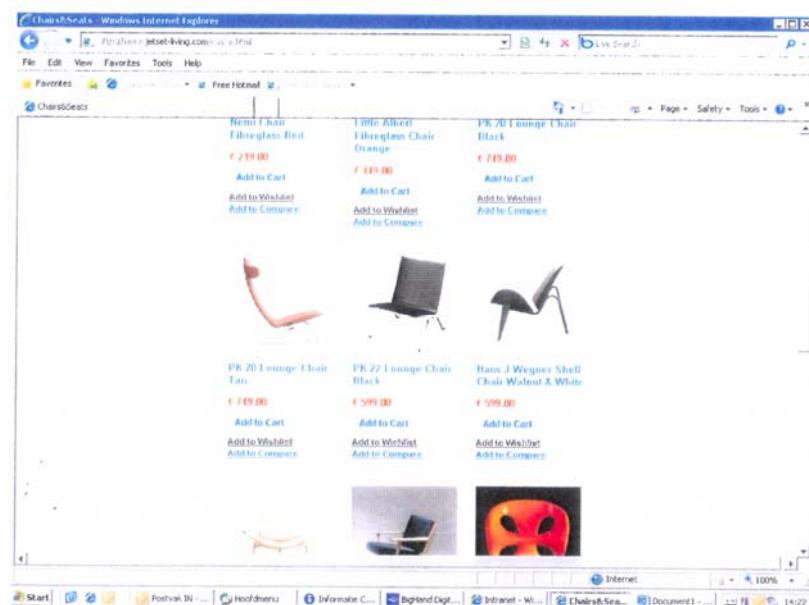 Chairs&Seats - Windows Internet Explorer
jetset-living.com
Live Search
File Edit View Favorites Tools Help
Favorites Free Hotmail
Chairs&Seats
Page Safety Tools
Nemi Chair
Fibreglass Red
€ 219.00
Add to Cart
Add to Wishlist
Add to Compare
Little Albert
Fibreglass Chair
Orange
Add to Cart
Add to Wishlist
Add to Compare
PK 20 Lounge Chair
Black
€ 749.00
Add to Cart
Add to Wishlist
Add to Compare
PK 20 Lounge Chair
Tan
€ 749.00
Add to Cart
Add to Wishlist
Add to Compare
PK 22 Lounge Chair
Black
€ 599.00
Add to Cart
Add to Wishlist
Add to Compare
Hans J Wegner Shell
Chair Walnut & White
€ 599.00
Add to Cart
Add to Wishlist
Add to Compare
Internet 100%
Start Postvak IN - ... Hoofdmenu Informatie C... BigHand Digit... Intranet - Wi... Chairs&Sea... Document1 - ... 14:22